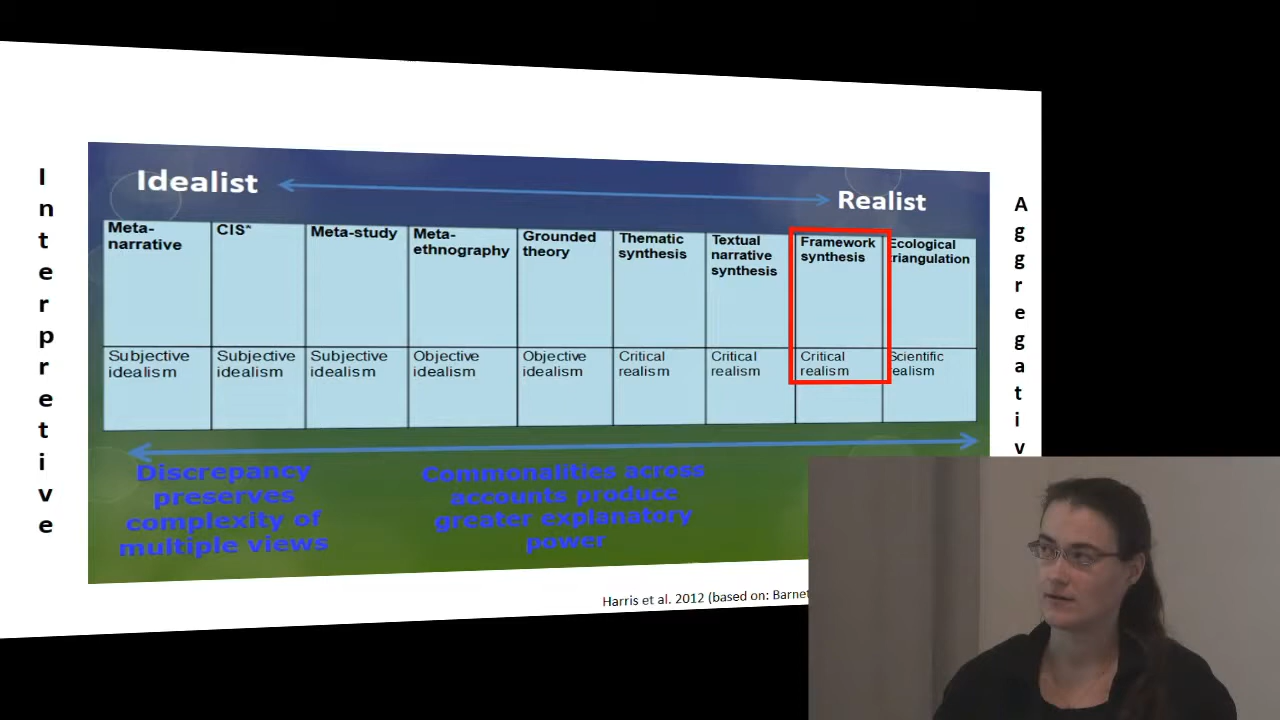 Idealist
Realist
I
n
t
e
r
p
r
e
t
i
v
e
A
g
g
r
e
g
a
t
i
v
Meta-
narrative
CIS*
Meta-study
Meta-
ethnography
Grounded
theory
Thematic
synthesis
Textual
narrative
synthesis
Framework
synthesis
Ecological
triangulation
Subjective
idealism
Subjective
idealism
Subjective
idealism
Objective
idealism
Objective
idealism
Critical
realism
Critical
realism
Critical
realism
Scientific
realism
Discrepancy
preserves
complexity of
multiple views
Commonalities across
accounts produce
greater explanatory
power
Harris et al. 2012 (based on: